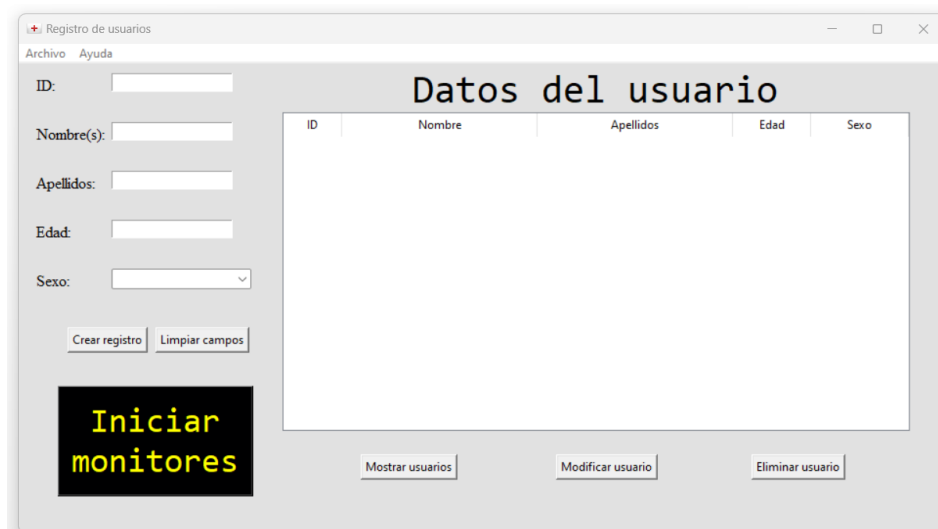 Registro de usuarios
Archivo Ayuda
ID:
Nombre(s):
Apellidos:
Edad:
Sexo:
Crear registro Limpiar campos
Iniciar
monitores
Datos del usuario
ID Nombre Apellidos Edad Sexo
Mostrar usuarios Modificar usuario Eliminar usuario